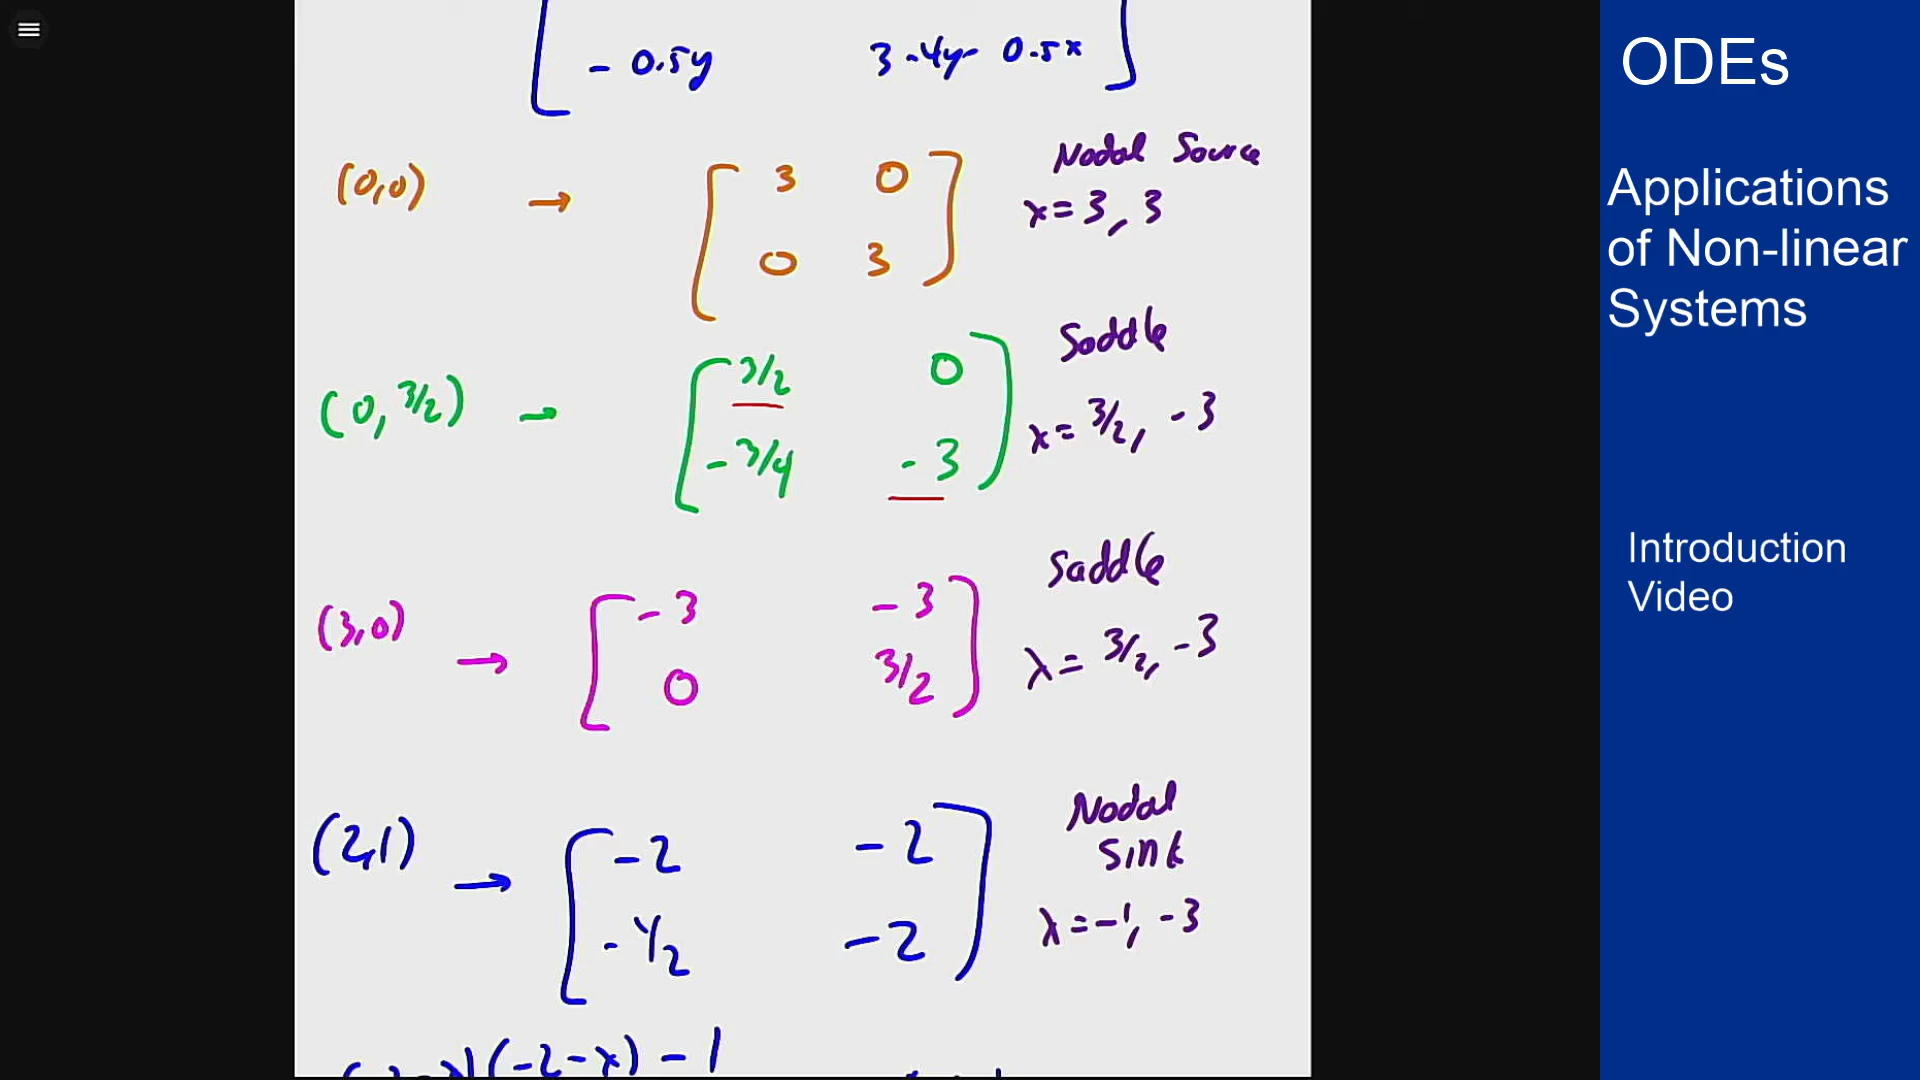 - 0.5y 3-4y- 0.5x
(0,0) → [ 3 0
0 3 ]
Nodal Source
λ=3, 3
(0, 3/2) → [ 3/2 0
-3/4 -3 ]
Saddle
λ= 3/2, -3
(3,0) → [ -3 -3
0 3/2 ]
Saddle
λ= 3/2, -3
(2,1) → [ -2 -2
-1/2 -2 ]
Nodal
Sink
λ=-1, -3
(-2-λ) - 1
ODEs
Applications
of Non-linear
Systems
Introduction
Video